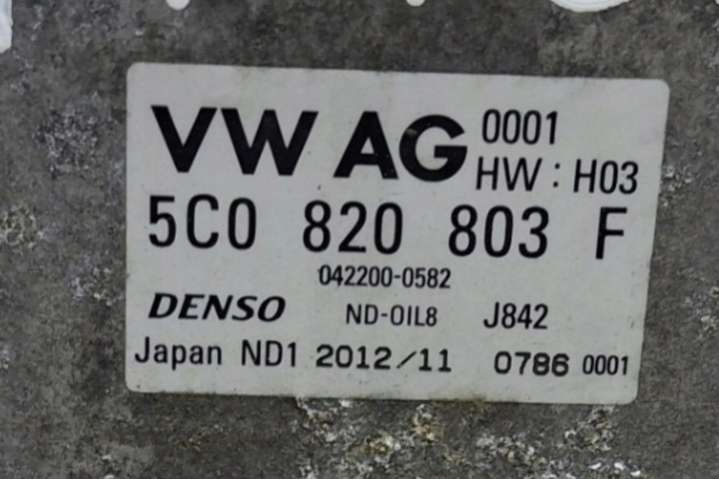 VW AG 0001
HW : H03
5C0 820 803 F
042200-0582
DENSO ND-OIL8 J842
Japan ND1 2012/11 0786 0001